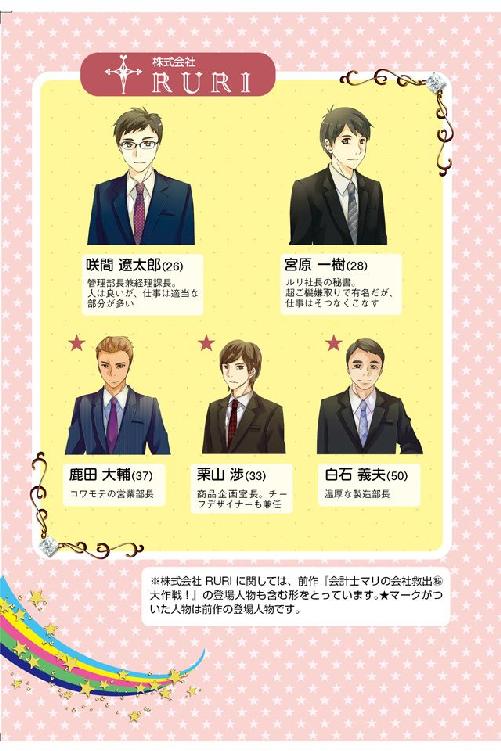 株式会社
RURI
咲間 遼太郎(26)
管理部長兼経理課長。
人は良いが、仕事は適当な
部分が多い
宮原 一樹(28)
ルリ社長の秘書。
超ご機嫌取りで有名だが、
仕事はそつなくこなす
★
★
★
鹿田 大輔(37)
コワモテの営業部長
栗山 渉(33)
商品企画室長。チー
フデザイナーも兼任
白石 義夫(50)
温厚な製造部長
※株式会社 RURI に関しては、前作『会計士マリの会社救出㊙
大作戦！』の登場人物も含む形をとっています。★マークがつ
いた人物は前作の登場人物です。